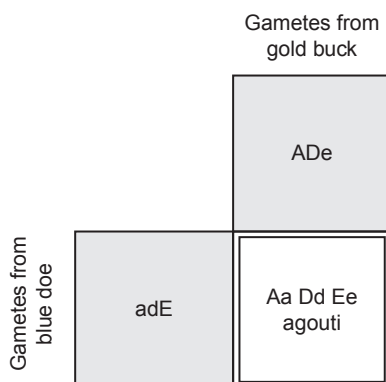 Gametes from
gold buck
ADe
Gametes from
blue doe
adE
Aa Dd Ee
agouti